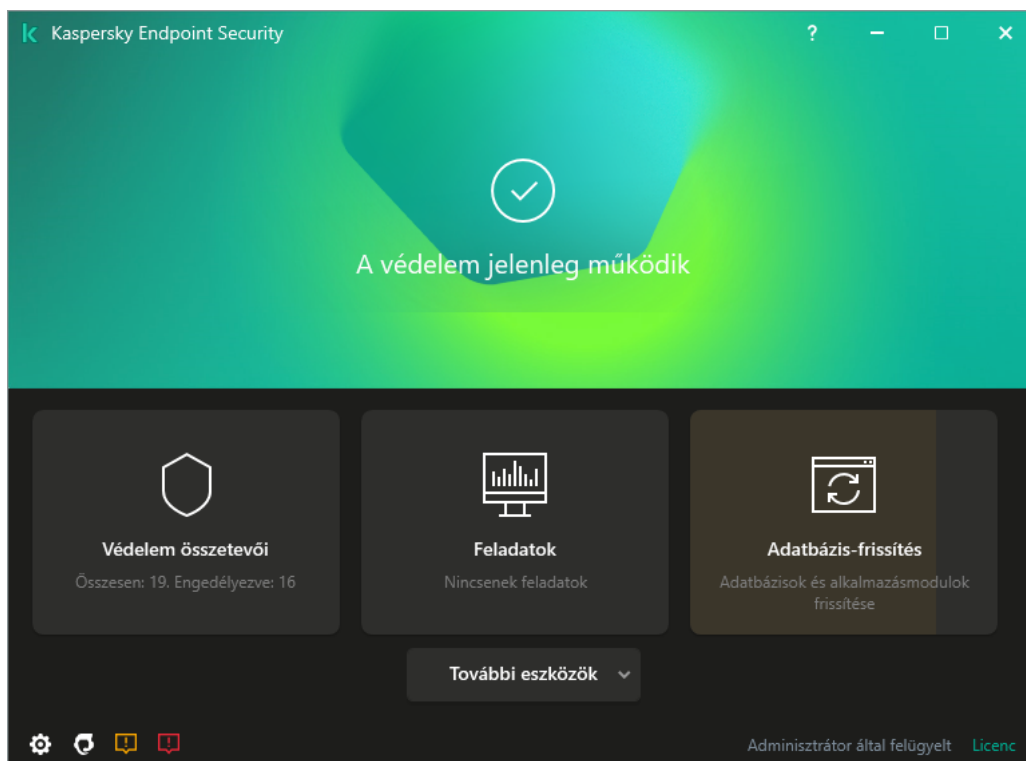 Kaspersky Endpoint Security
A védelem jelenleg működik
Védelem összetevői
Összesen: 19. Engedélyezve: 16
Feladatok
Nincsenek feladatok
Adatbázis-frissítés
Adatbázisok és alkalmazásmodulok
frissítése
További eszközök
Adminisztrátor által felügyelt
Licenc